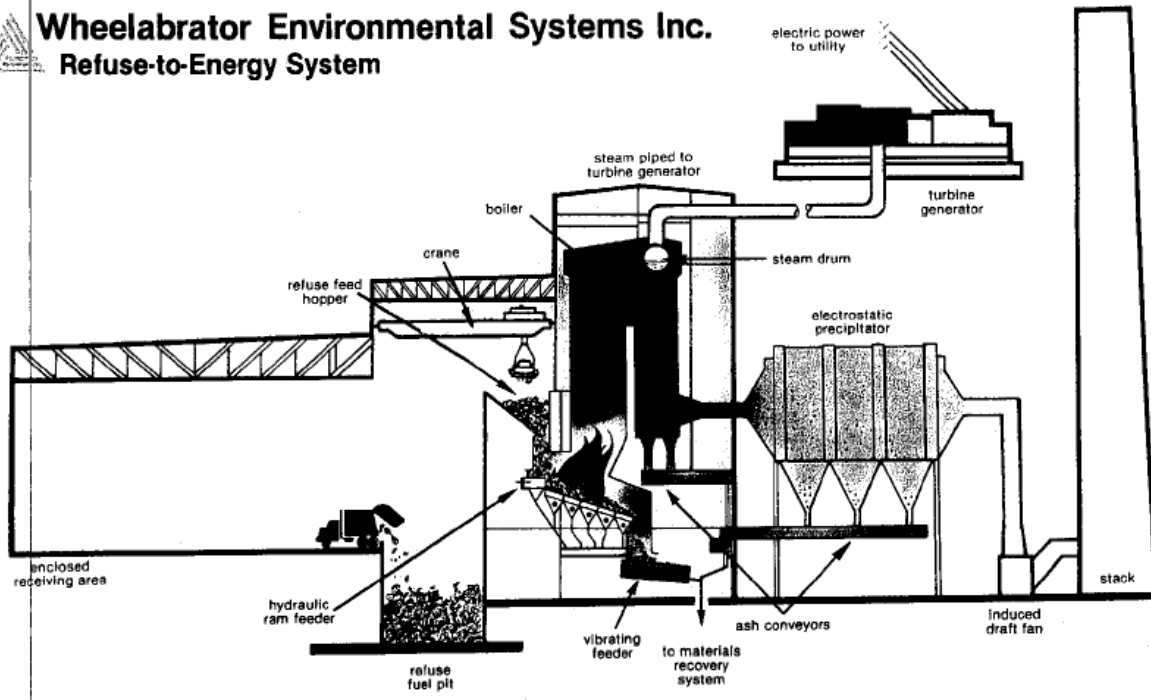 Wheelabrator Environmental Systems Inc.
Refuse-to-Energy System
electric power
to utility
steam piped to
turbine generator
turbine
generator
boiler
crane
steam drum
refuse feed
hopper
electrostatic
precipitator
enclosed
receiving area
hydraulic
ram feeder
refuse
fuel pit
vibrating
feeder
to materials
recovery
system
ash conveyors
induced
draft fan
stack